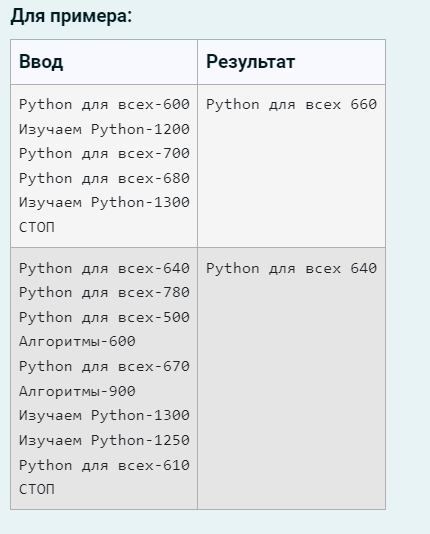 Для примера:
Ввод Результат
Python для всех-600 Python для всех 660
Изучаем Python-1200
Python для всех-700
Python для всех-680
Изучаем Python-1300
СТОП
Python для всех-640 Python для всех 640
Python для всех-780
Python для всех-500
Алгоритмы-600
Python для всех-670
Алгоритмы-900
Изучаем Python-1300
Изучаем Python-1250
Python для всех-610
СТОП